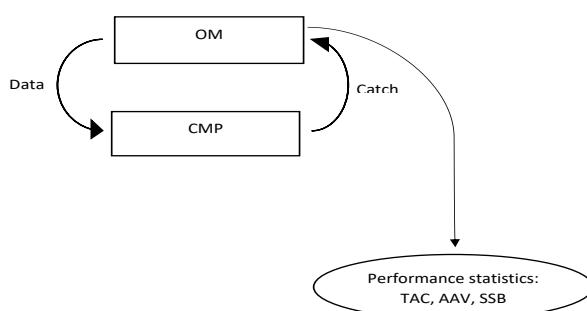 OM
Data
Catch
CMP
Performance statistics:
TAC, AAV, SSB